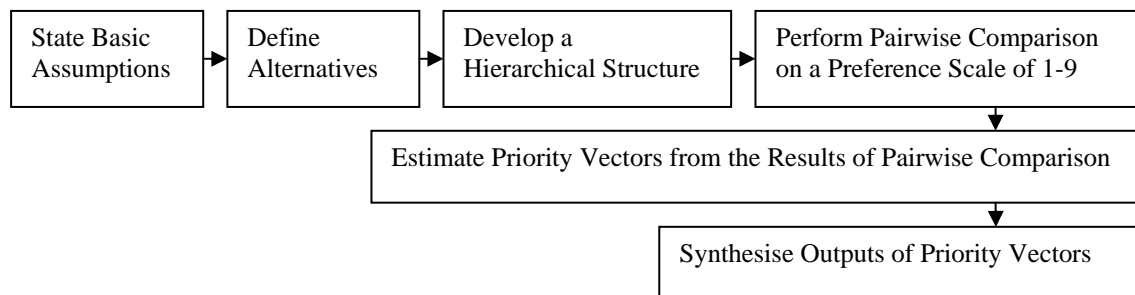 State Basic
Assumptions
Define
Alternatives
Develop a
Hierarchical Structure
Perform Pairwise Comparison
on a Preference Scale of 1-9
Estimate Priority Vectors from the Results of Pairwise Comparison
Synthesise Outputs of Priority Vectors